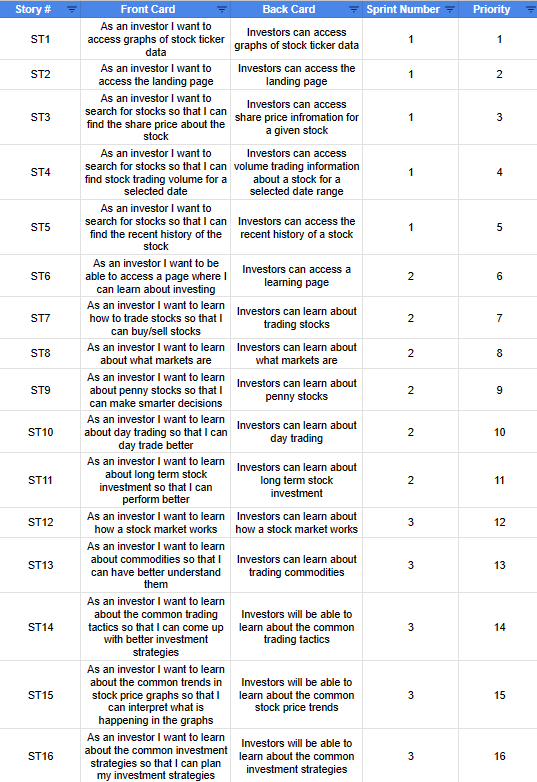 Story # Front Card Back Card Sprint Number Priority
ST1
As an investor I want to
access graphs of stock ticker
data
Investors can access
graphs of stock ticker data
1
1
ST2
As an investor I want to
access the landing page
Investors can access the
landing page
1
2
ST3
As an investor I want to
search for stocks so that I can
find the share price about the
stock
Investors can access
share price infromation for
a given stock
1
3
ST4
As an investor I want to
search for stocks so that I can
find stock trading volume for a
selected date
Investors can access
volume trading information
about a stock for a
selected date range
1
4
ST5
As an investor I want to
search for stocks so that I can
find the recent history of the
stock
Investors can access the
recent history of a stock
1
5
ST6
As an investor I want to be
able to access a page where I
can learn about investing
Investors can access a
learning page
2
6
ST7
As an investor I want to learn
how to trade stocks so that I
can buy/sell stocks
Investors can learn about
trading stocks
2
7
ST8
As an investor I want to learn
about what markets are
Investors can learn about
what markets are
2
8
ST9
As an investor I want to learn
about penny stocks so that I
can make smarter decisions
Investors can learn about
penny stocks
2
9
ST10
As an investor I want to learn
about day trading so that I can
day trade better
Investors can learn about
day trading
2
10
ST11
As an investor I want to learn
about long term stock
investment so that I can
perform better
Investors can learn about
long term stock
investment
2
11
ST12
As an investor I want to learn
how a stock market works
Investors can learn about
how a stock market works
3
12
ST13
As an investor I want to learn
about commodities so that I
can have better understand
them
Investors can learn about
trading commodities
3
13
ST14
As an investor I want to learn
about the common trading
tactics so that I can come up
with better investment
strategies
Investors will be able to
learn about the common
trading tactics
3
14
ST15
As an investor I want to learn
about the common trends in
stock price graphs so that I
can interpret what is
happening in the graphs
Investors will be able to
learn about the common
stock price trends
3
15
ST16
As an investor I want to learn
about the common investment
strategies so that I can plan
my investment strategies
Investors will be able to
learn about the common
investment strategies
3
16